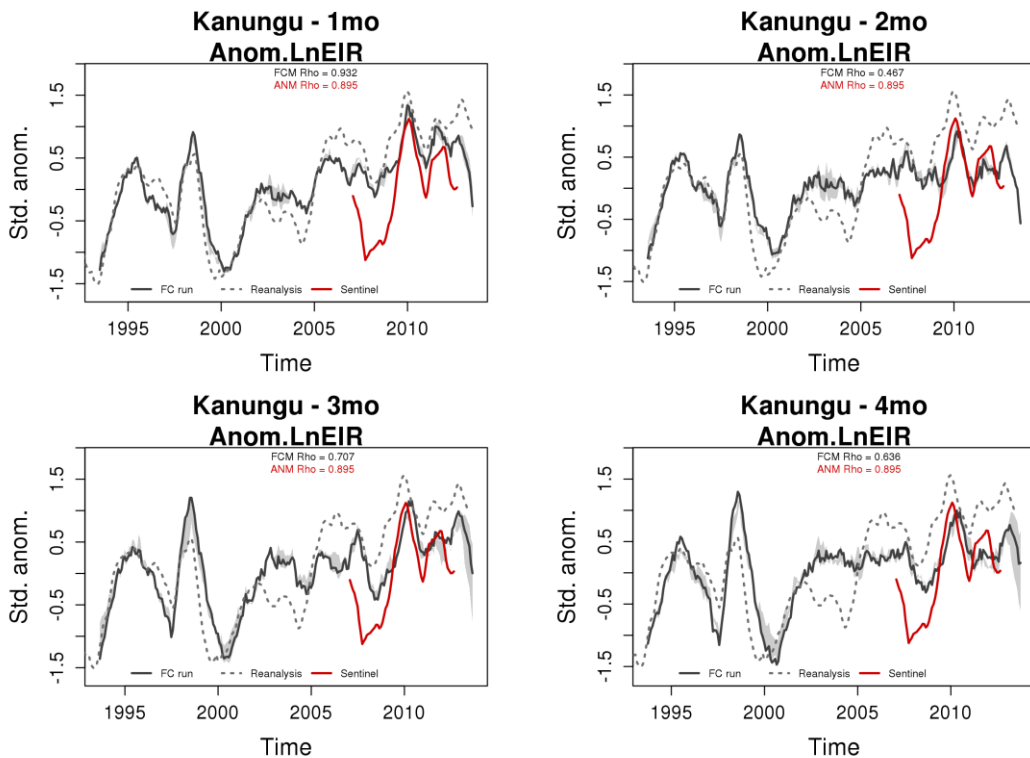 Kanungu - 1mo
Anom.LnEIR
FCM Rho = 0.932
ANM Rho = 0.895
Std. anom.
1.5
0.5
-0.5
-1.5
FC run
Reanalysis
Sentinel
1995
2000
2005
2010
Time
Kanungu - 2mo
Anom.LnEIR
FCM Rho = 0.467
ANM Rho = 0.895
Std. anom.
1.5
0.5
-0.5
-1.5
FC run
Reanalysis
Sentinel
1995
2000
2005
2010
Time
Kanungu - 3mo
Anom.LnEIR
FCM Rho = 0.707
ANM Rho = 0.895
Std. anom.
1.5
0.5
-0.5
-1.5
FC run
Reanalysis
Sentinel
1995
2000
2005
2010
Time
Kanungu - 4mo
Anom.LnEIR
FCM Rho = 0.636
ANM Rho = 0.895
Std. anom.
1.5
0.5
-0.5
-1.5
FC run
Reanalysis
Sentinel
1995
2000
2005
2010
Time